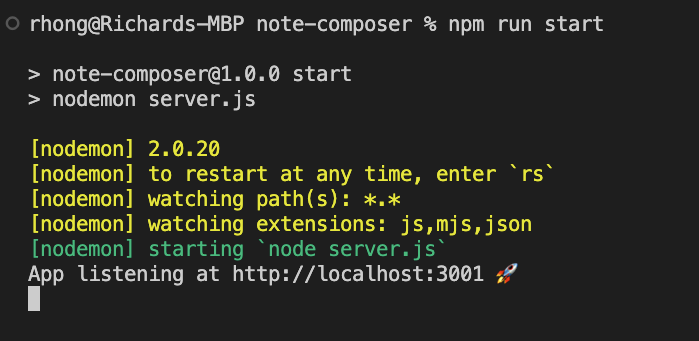 rhong@Richards-MBP note-composer % npm run start
> note-composer@1.0.0 start
> nodemon server.js
[nodemon] 2.0.20
[nodemon] to restart at any time, enter `rs`
[nodemon] watching path(s): *.*
[nodemon] watching extensions: js,mjs,json
[nodemon] starting `node server.js`
App listening at http://localhost:3001 🚀